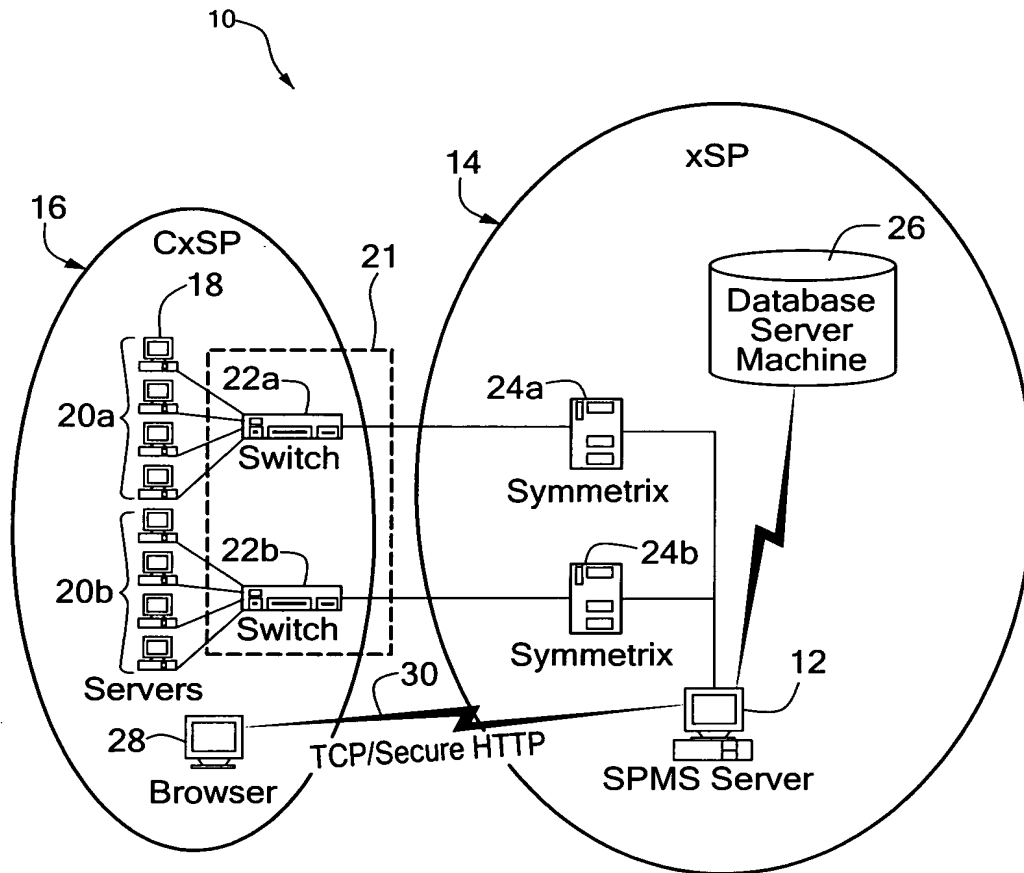 10
xSP
14
16
CxSP
26
21
18
Database
Server
Machine
22a
24a
20a
Switch
Symmetrix
22b
24b
20b
Switch
Symmetrix
Servers
30
12
28
TCP/Secure HTTP
SPMS Server
Browser